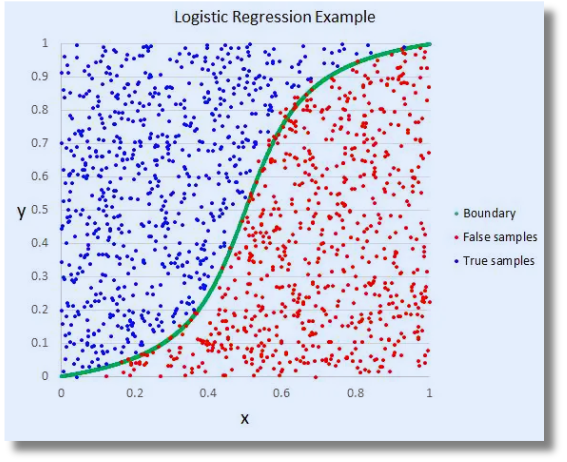 Logistic Regression Example
1
0.9
0.8
0.7
0.6
0.5
0.4
0.3
0.2
0.1
0
y
0 0.2 0.4 0.6 0.8 1
x
Boundary
False samples
True samples